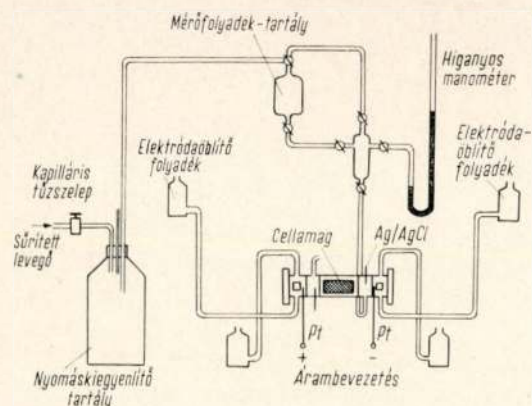 Mérőfolyadék-tartály
Higanyos
manométer
Elektródaöblítő
folyadék
Elektróda-
öblítő
folyadék
Kapilláris
tűzszelep
Sűrített
levegő
Cellamag
Ag/AgCl
Pt
Pt
+
-
Árambevezetés
Nyomáskiegyenlítő
tartály